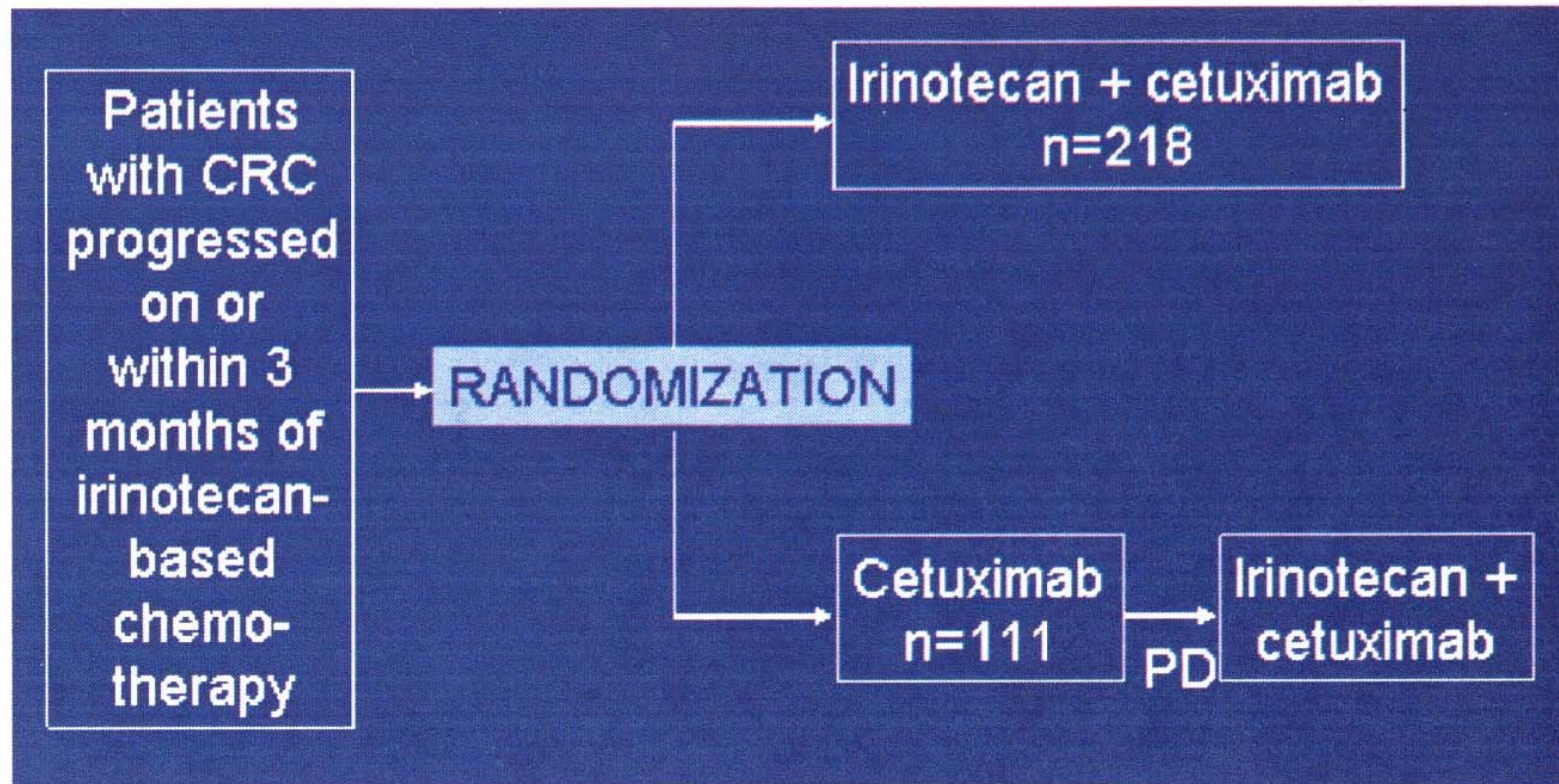 Patients
with CRC
progressed
on or
within 3
months of
irinotecan-
based
chemo-
therapy
RANDOMIZATION
Irinotecan + cetuximab
n=218
Cetuximab
n=111
PD
Irinotecan +
cetuximab